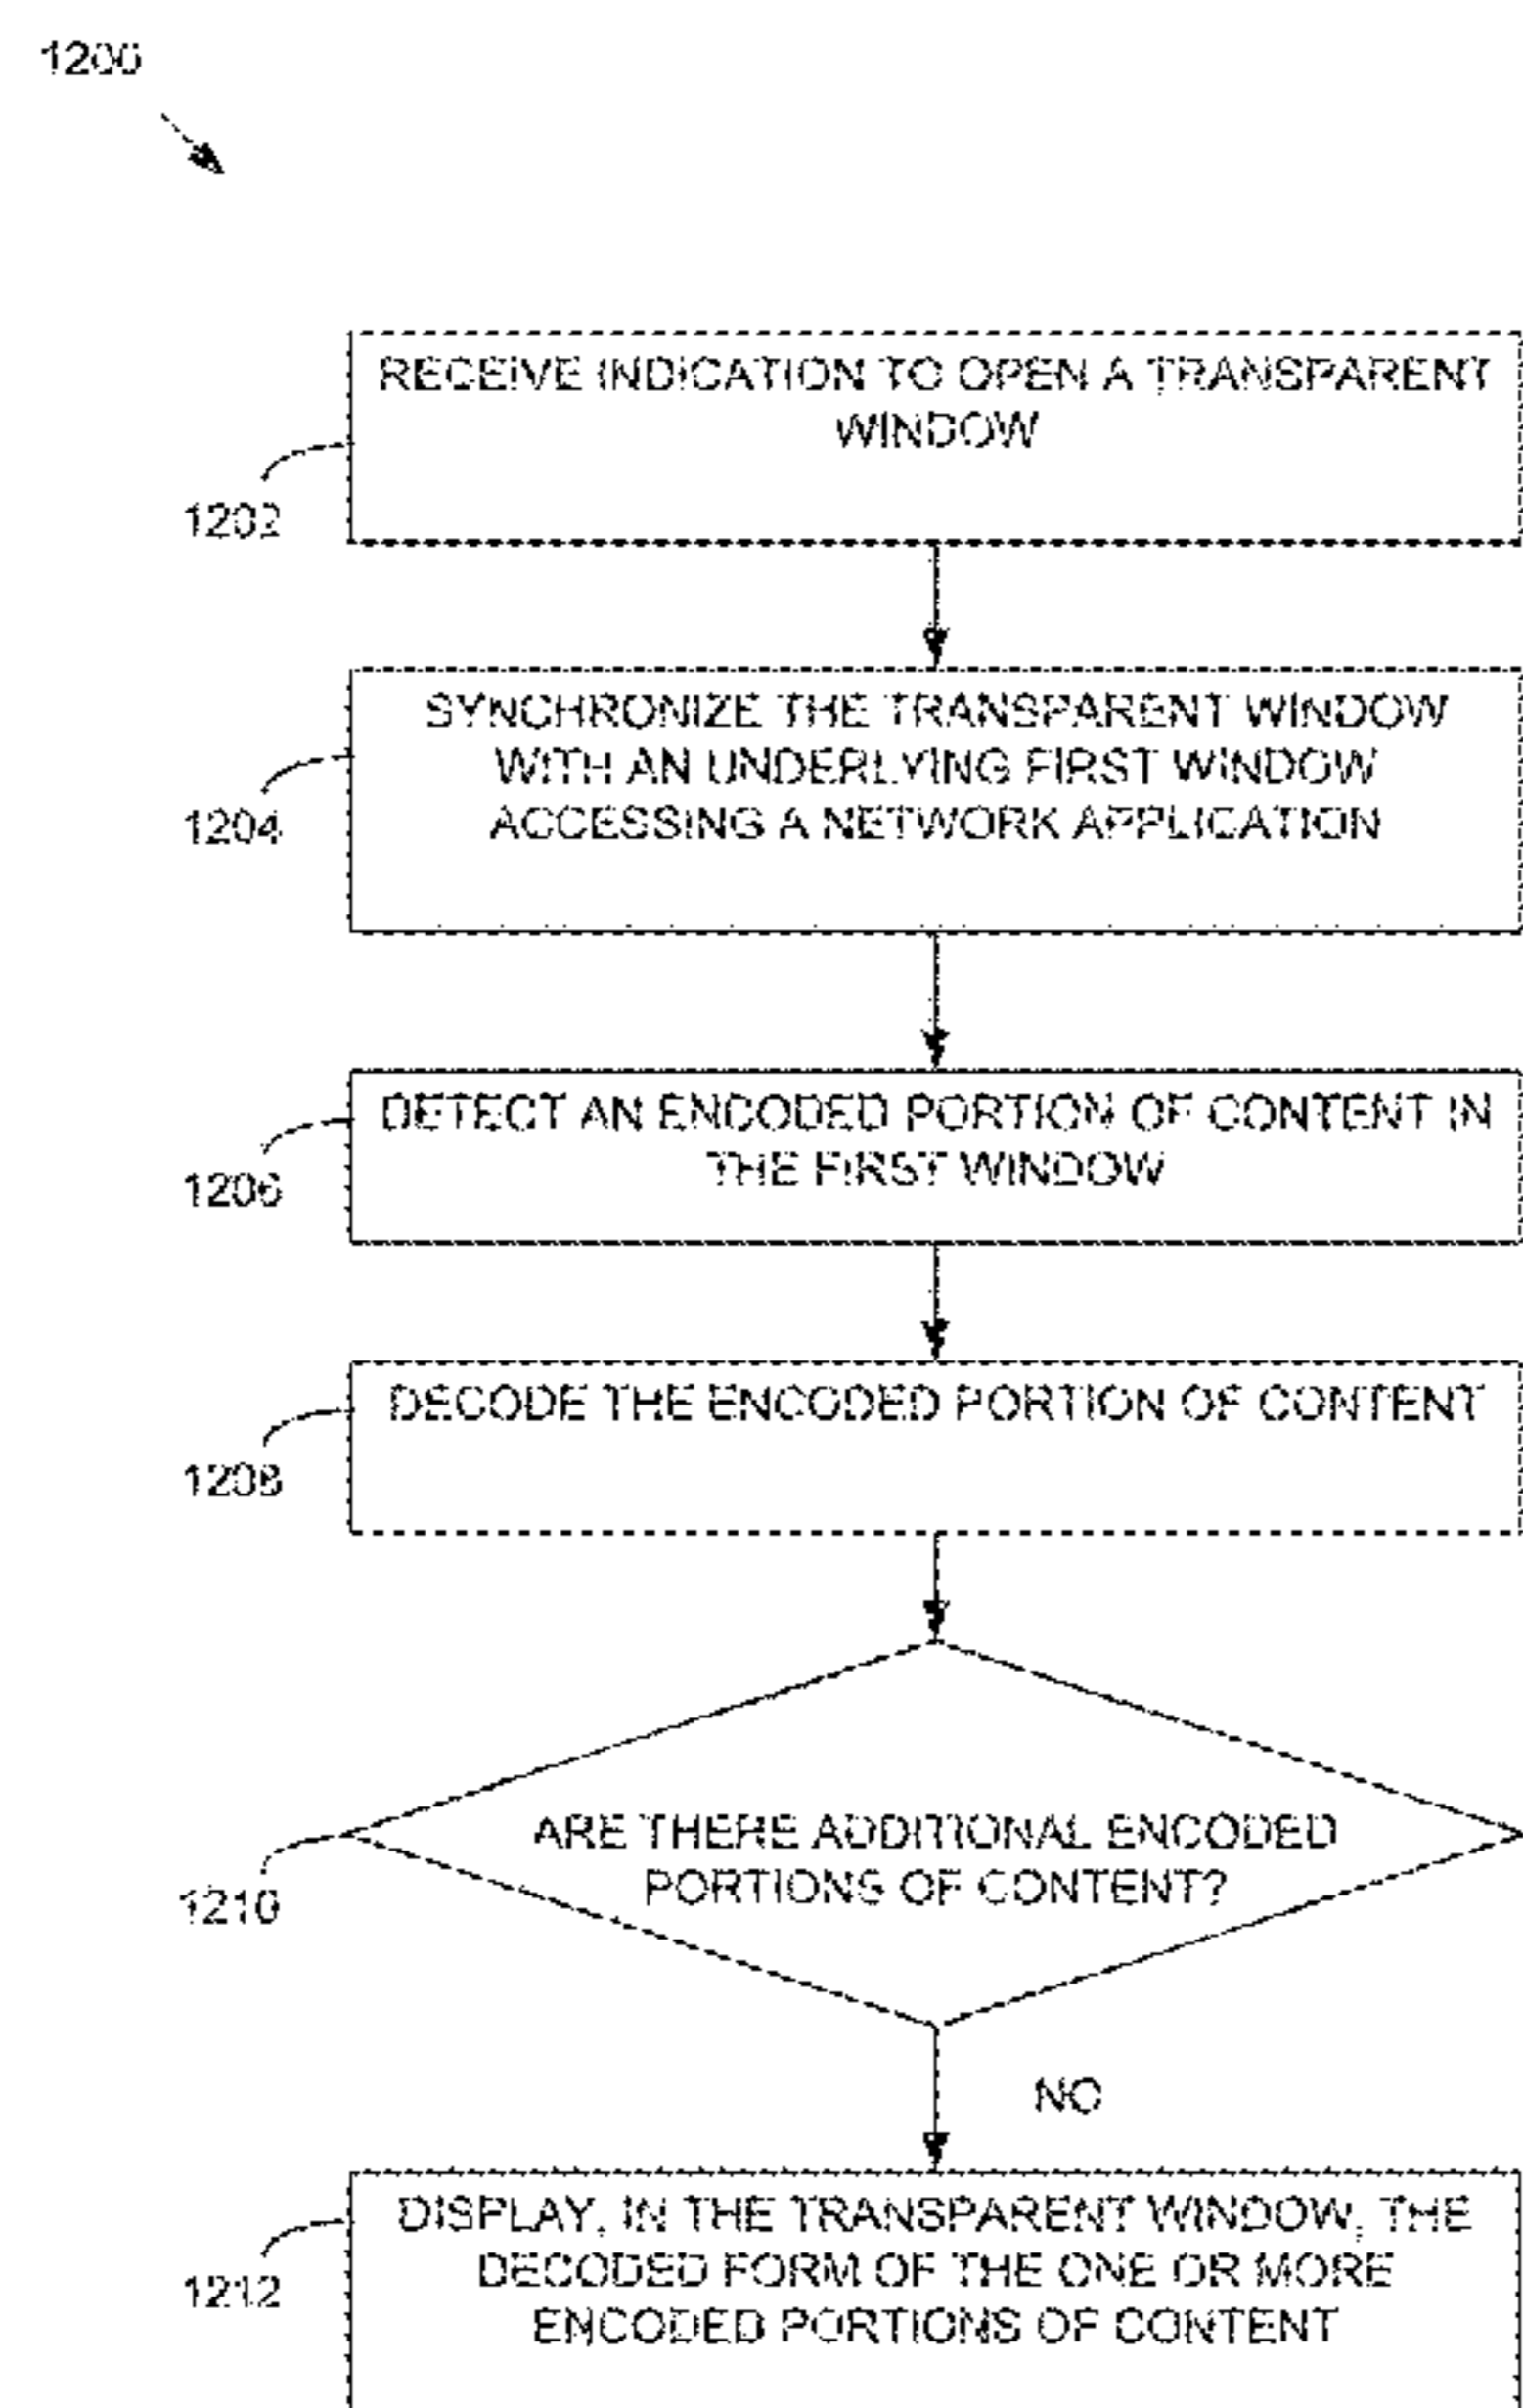 1200
RECEIVE INDICATION TO OPEN A TRANSPARENT
WINDOW
1202
SYNCHRONIZE THE TRANSPARENT WINDOW
WITH AN UNDERLYING FIRST WINDOW
ACCESSING A NETWORK APPLICATION
1204
DETECT AN ENCODED PORTION OF CONTENT IN
THE FIRST WINDOW
1206
DECODE THE ENCODED PORTION OF CONTENT
1208
ARE THERE ADDITIONAL ENCODED
PORTIONS OF CONTENT?
1210
NO
DISPLAY, IN THE TRANSPARENT WINDOW, THE
DECODED FORM OF THE ONE OR MORE
ENCODED PORTIONS OF CONTENT
1212